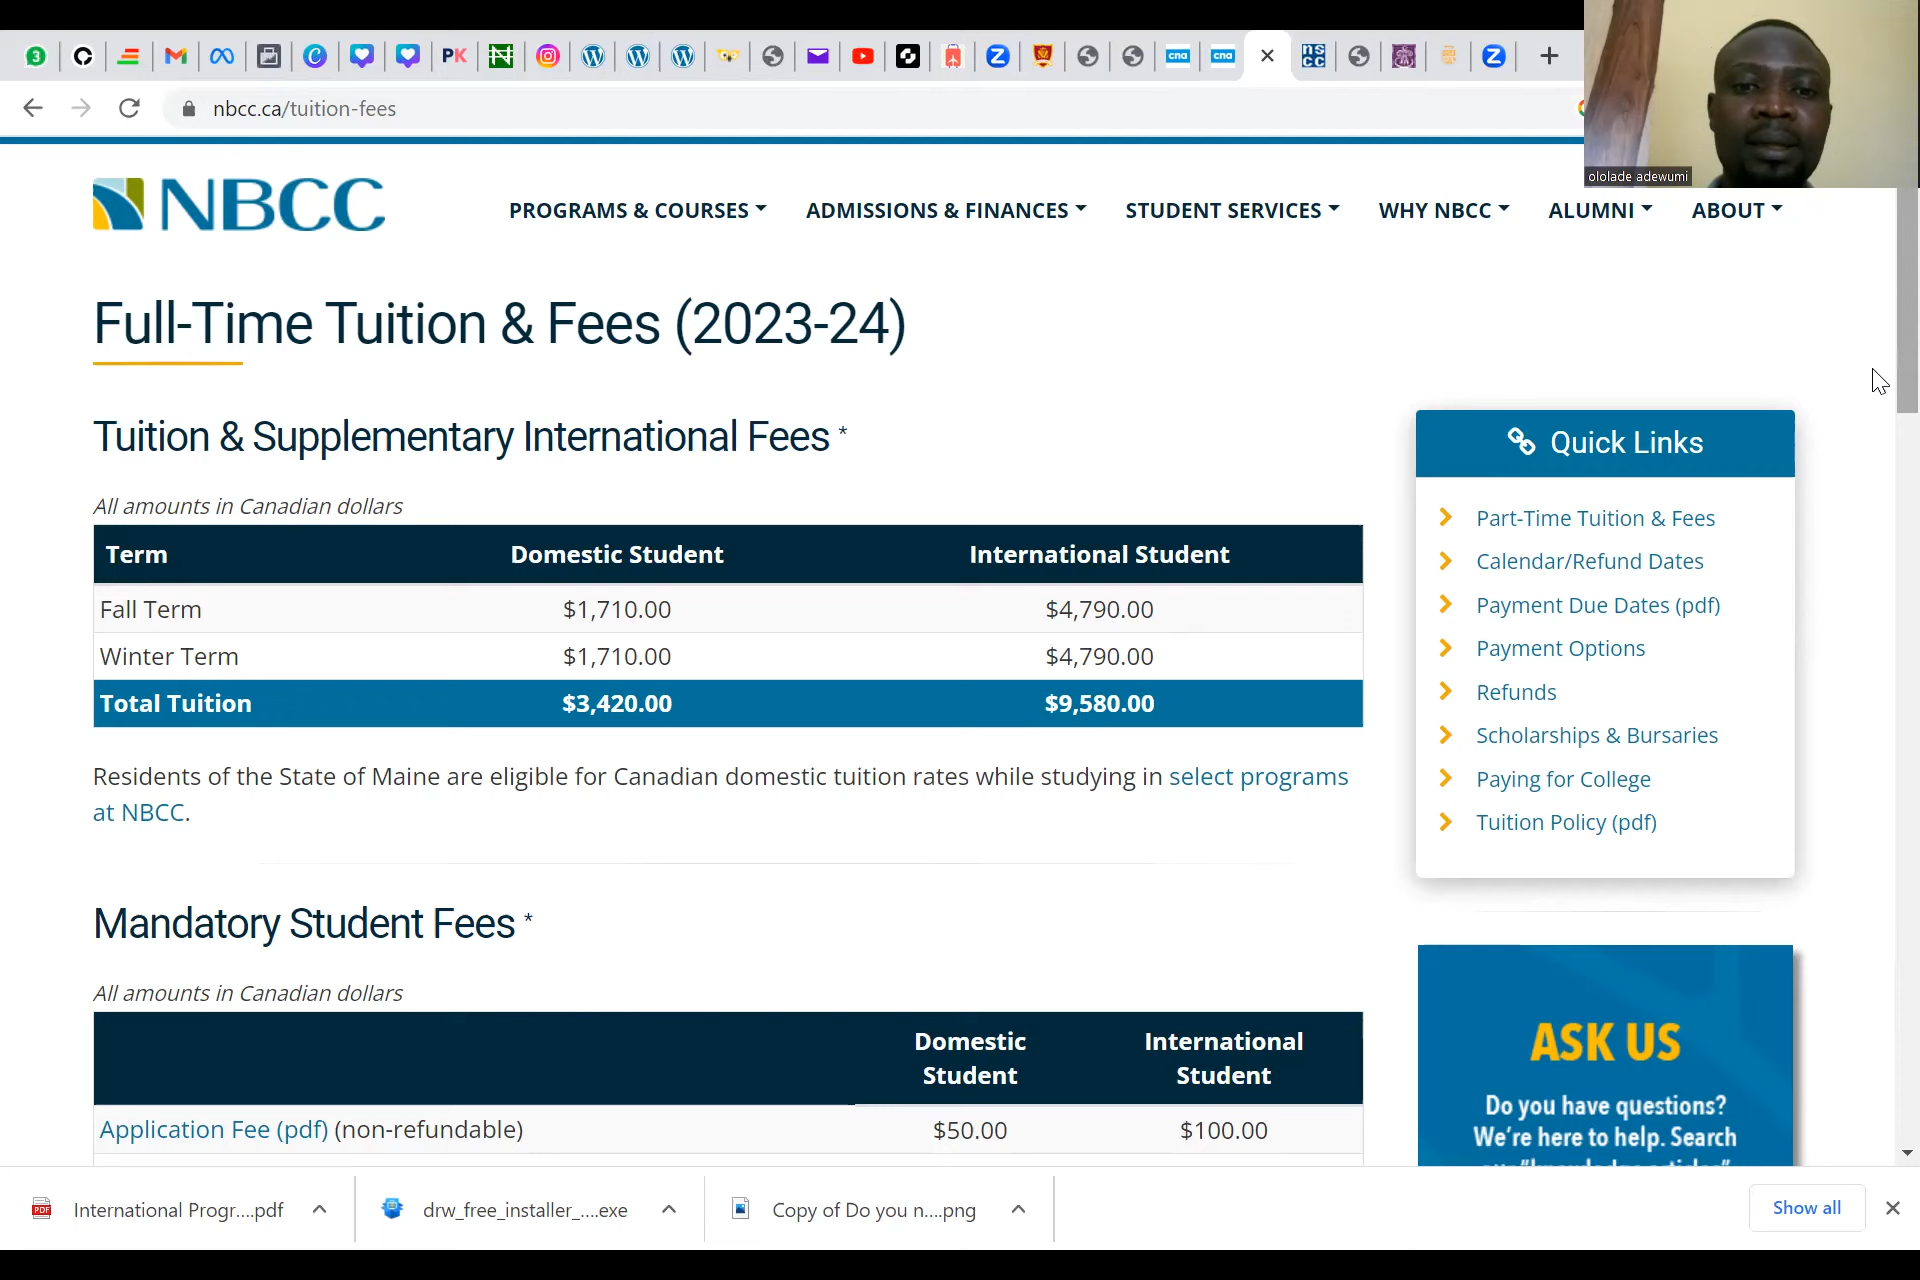 3
PK
cna
cna
ns
cc
nbcc.ca/tuition-fees
ololade adewumi
NBCC
PROGRAMS & COURSES
ADMISSIONS & FINANCES
STUDENT SERVICES
WHY NBCC
ALUMNI
ABOUT
Full-Time Tuition & Fees (2023-24)
Tuition & Supplementary International Fees *
All amounts in Canadian dollars
Term Domestic Student International Student
Fall Term $1,710.00 $4,790.00
Winter Term $1,710.00 $4,790.00
Total Tuition $3,420.00 $9,580.00
Residents of the State of Maine are eligible for Canadian domestic tuition rates while studying in select programs
at NBCC.
Mandatory Student Fees *
All amounts in Canadian dollars
Domestic
Student
International
Student
Application Fee (pdf) (non-refundable) $50.00 $100.00
Quick Links
Part-Time Tuition & Fees
Calendar/Refund Dates
Payment Due Dates (pdf)
Payment Options
Refunds
Scholarships & Bursaries
Paying for College
Tuition Policy (pdf)
ASK US
Do you have questions?
We're here to help. Search
PDF
International Progr....pdf
drw_free_installer_....exe
Copy of Do you n....png
Show all